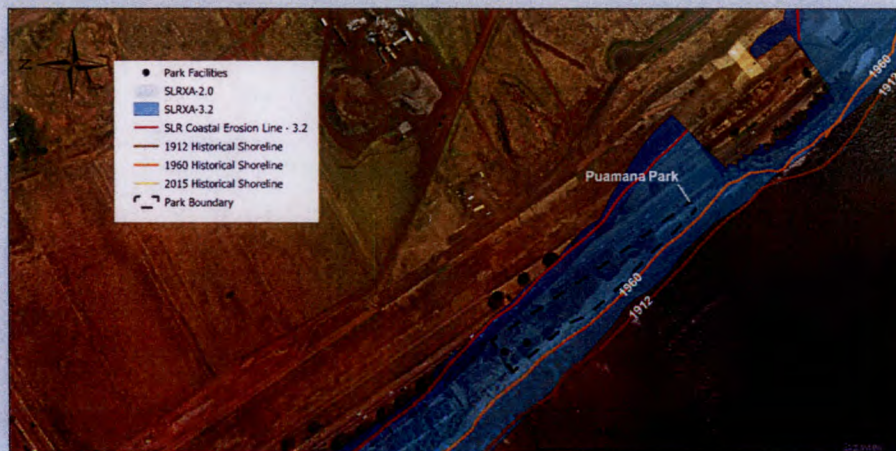 N
Park Facilities
SLRXA-2.0
SLRXA-3.2
SLR Coastal Erosion Line - 3.2
1912 Historical Shoreline
1960 Historical Shoreline
2015 Historical Shoreline
Park Boundary
Puamana Park
1960
1912
1960